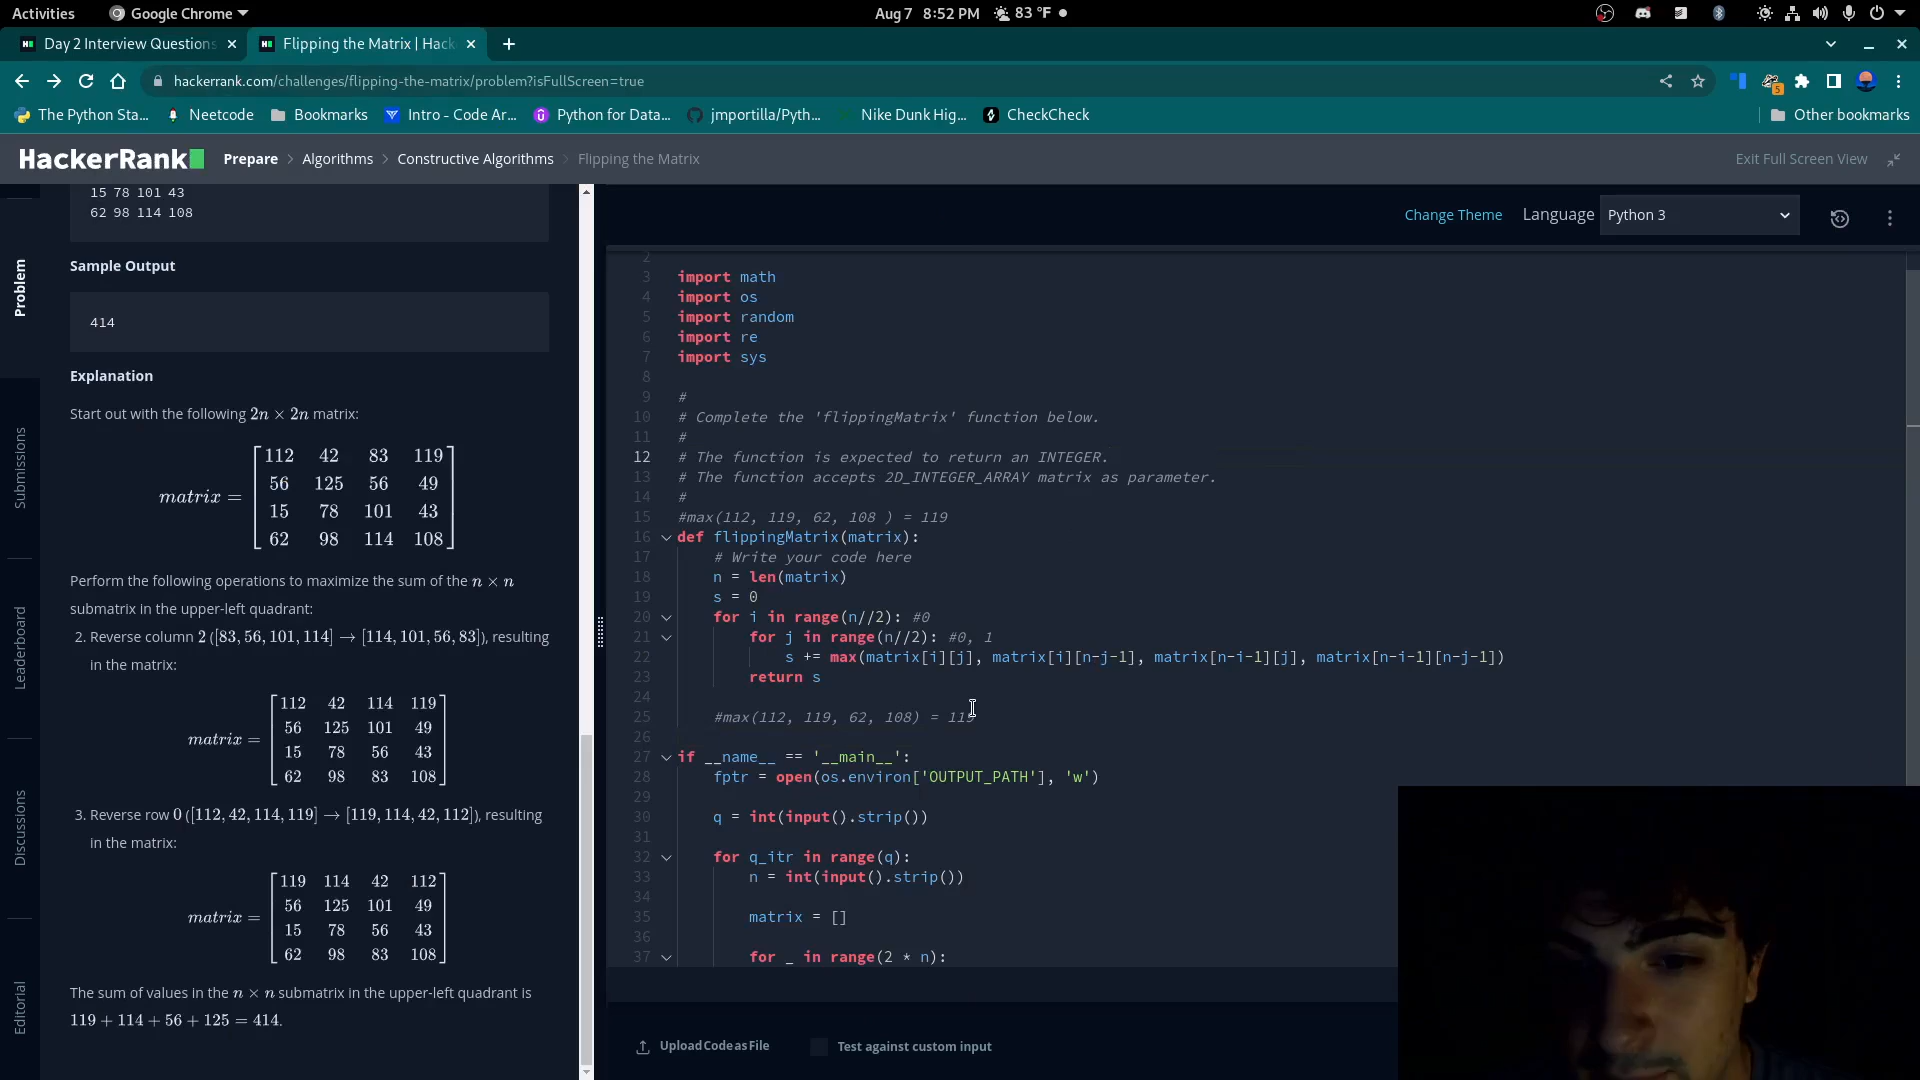 Activities
Google Chrome
Aug 7 8:52 PM
83 °F
Day 2 Interview Questions
Flipping the Matrix | Hack
hackerrank.com/challenges/flipping-the-matrix/problem?isFullScreen=true
5
The Python Sta...
Neetcode
Bookmarks
Intro - Code Ar...
Python for Data...
jmportilla/Pyth...
Nike Dunk Hig...
CheckCheck
Other bookmarks
HackerRank
Prepare > Algorithms > Constructive Algorithms > Flipping the Matrix
Exit Full Screen View
Problem
Submissions
Leaderboard
Discussions
Editorial
15 78 101 43
62 98 114 108
Sample Output
414
Explanation
Start out with the following 2n × 2n matrix:
112 42 83 119
56 125 56 49
matrix =
15 78 101 43
62 98 114 108
Perform the following operations to maximize the sum of the n × n
submatrix in the upper-left quadrant:
2. Reverse column 2 ([83, 56, 101, 114] → [114, 101, 56, 83]), resulting
in the matrix:
112 42 114 119
56 125 101 49
matrix =
15 78 56 43
62 98 83 108
3. Reverse row 0 ([112, 42, 114, 119] → [119, 114, 42, 112]), resulting
in the matrix:
119 114 42 112
56 125 101 49
matrix =
15 78 56 43
62 98 83 108
The sum of values in the n × n submatrix in the upper-left quadrant is
119 + 114 + 56 + 125 = 414.
Change Theme
Language
Python 3
2
3 import math
4 import os
5 import random
6 import re
7 import sys
8
9 #
10 # Complete the 'flippingMatrix' function below.
11 #
12 # The function is expected to return an INTEGER.
13 # The function accepts 2D_INTEGER_ARRAY matrix as parameter.
14 #
15 #max(112, 119, 62, 108 ) = 119
16 def flippingMatrix(matrix):
17 # Write your code here
18 n = len(matrix)
19 s = 0
20 for i in range(n//2): #0
21 for j in range(n//2): #0, 1
22 s += max(matrix[i][j], matrix[i][n-j-1], matrix[n-i-1][j], matrix[n-i-1][n-j-1])
23 return s
24
25 #max(112, 119, 62, 108) = 119
26
27 if __name__ == '__main__':
28 fptr = open(os.environ['OUTPUT_PATH'], 'w')
29
30 q = int(input().strip())
31
32 for q_itr in range(q):
33 n = int(input().strip())
34
35 matrix = []
36
37 for _ in range(2 * n):
Upload Code as File
Test against custom input